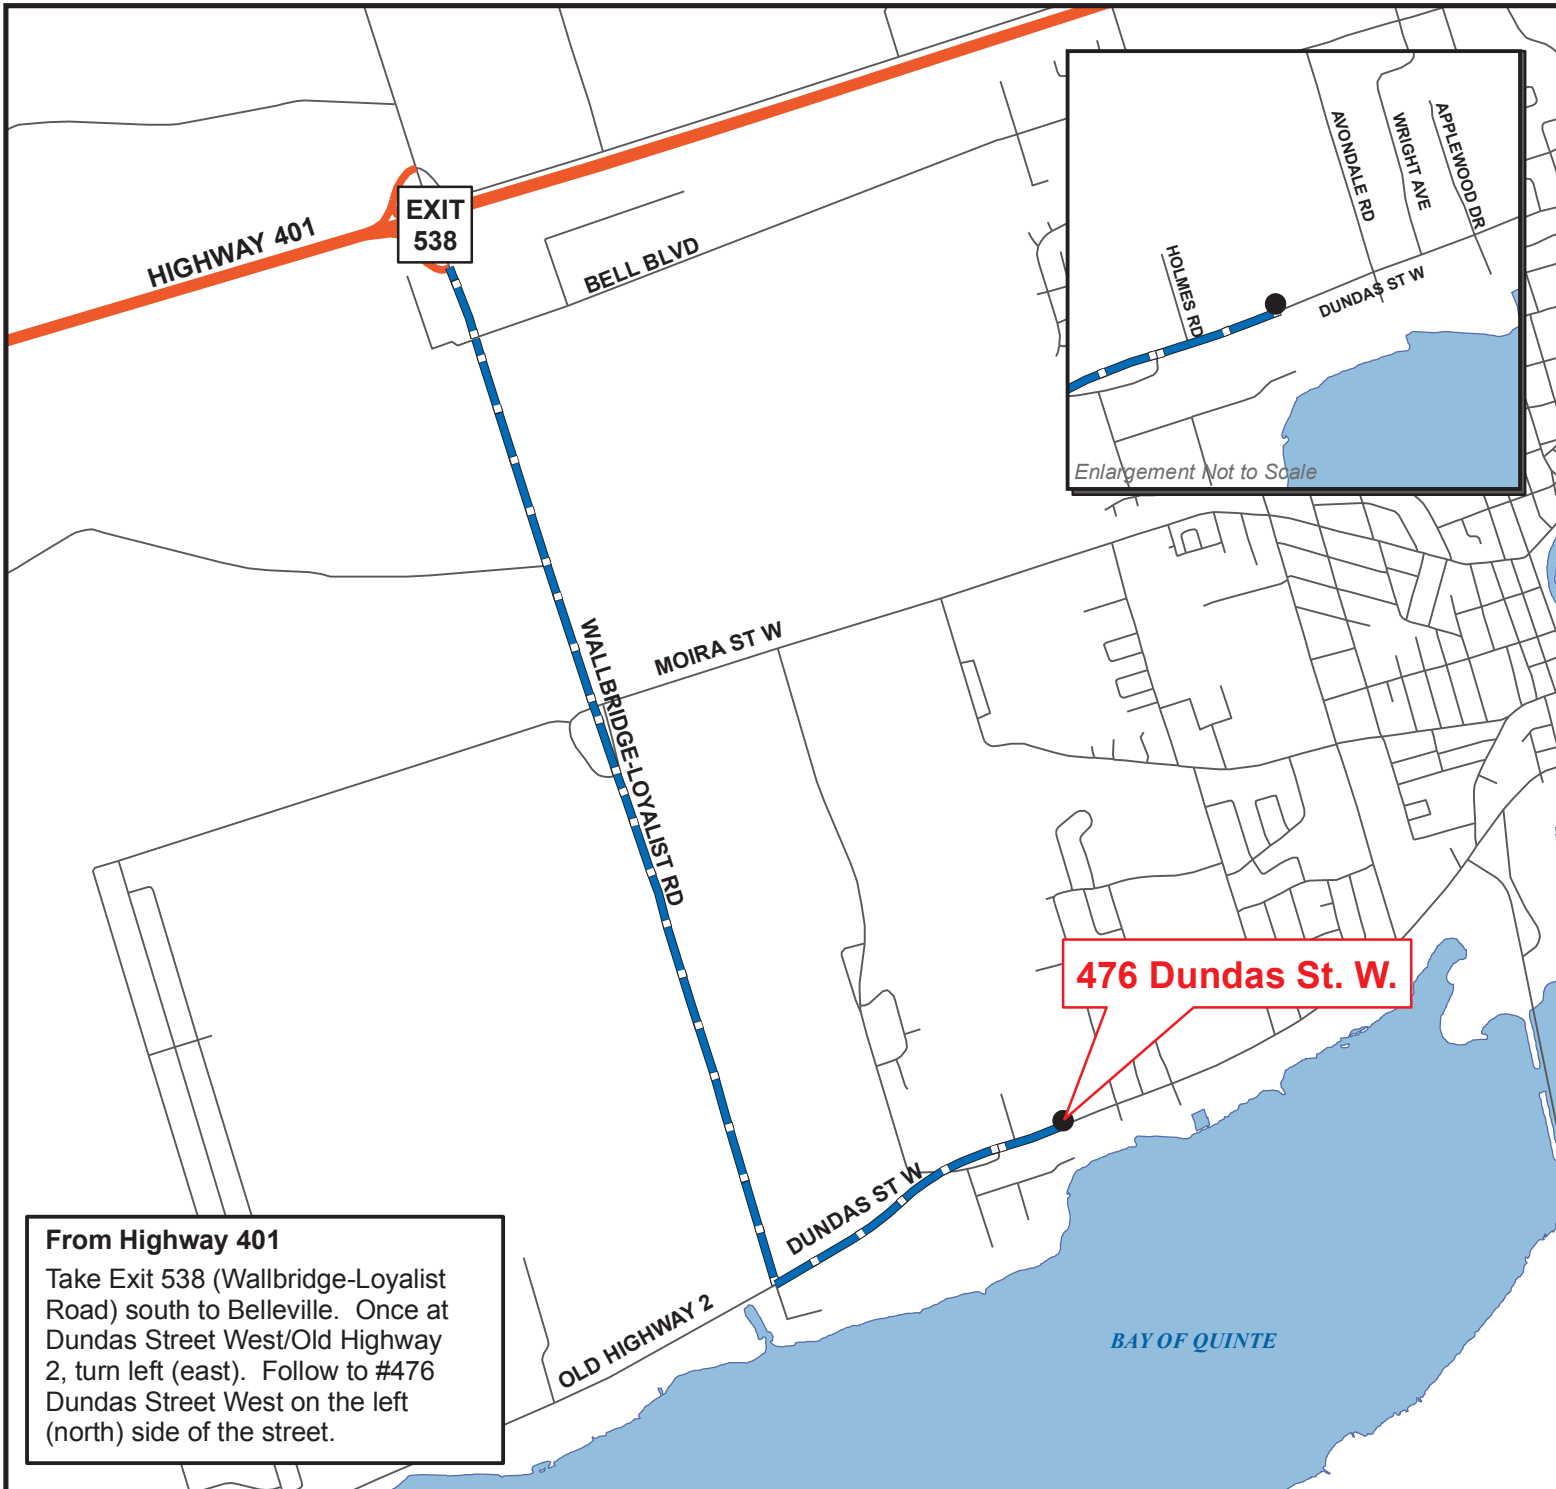 HIGHWAY 401
EXIT
538
BELL BLVD
AVONDALE RD
WRIGHT AVE
APPLEWOOD DR
HOLMES RD
DUNDAS ST W
Enlargement Not to Scale
MOIRA ST W
WALLBRIDGE-LOYALIST RD
476 Dundas St. W.
DUNDAS ST W
OLD HIGHWAY 2
BAY OF QUINTE
From Highway 401
Take Exit 538 (Wallbridge-Loyalist
Road) south to Belleville.  Once at
Dundas Street West/Old Highway
2, turn left (east).  Follow to #476
Dundas Street West on the left
(north) side of the street.